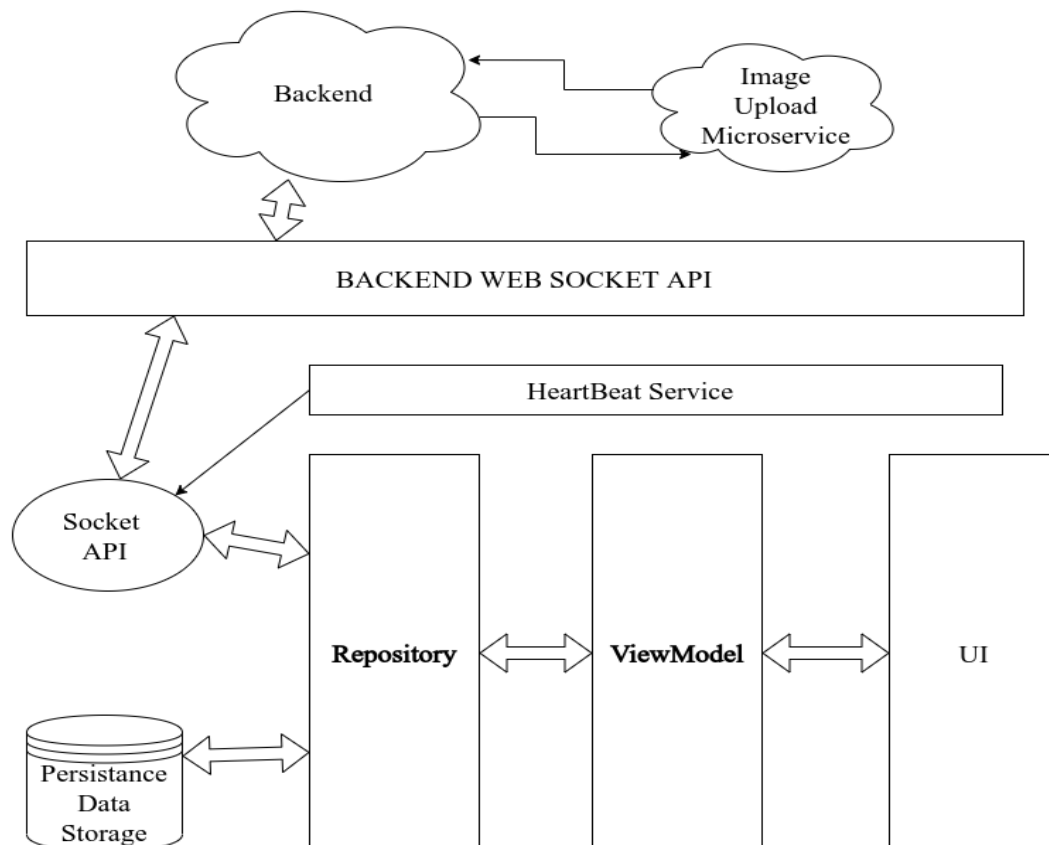 Backend
Image
Upload
Microservice
BACKEND WEB SOCKET API
HeartBeat Service
Socket
API
Repository
ViewModel
UI
Persistance
Data
Storage